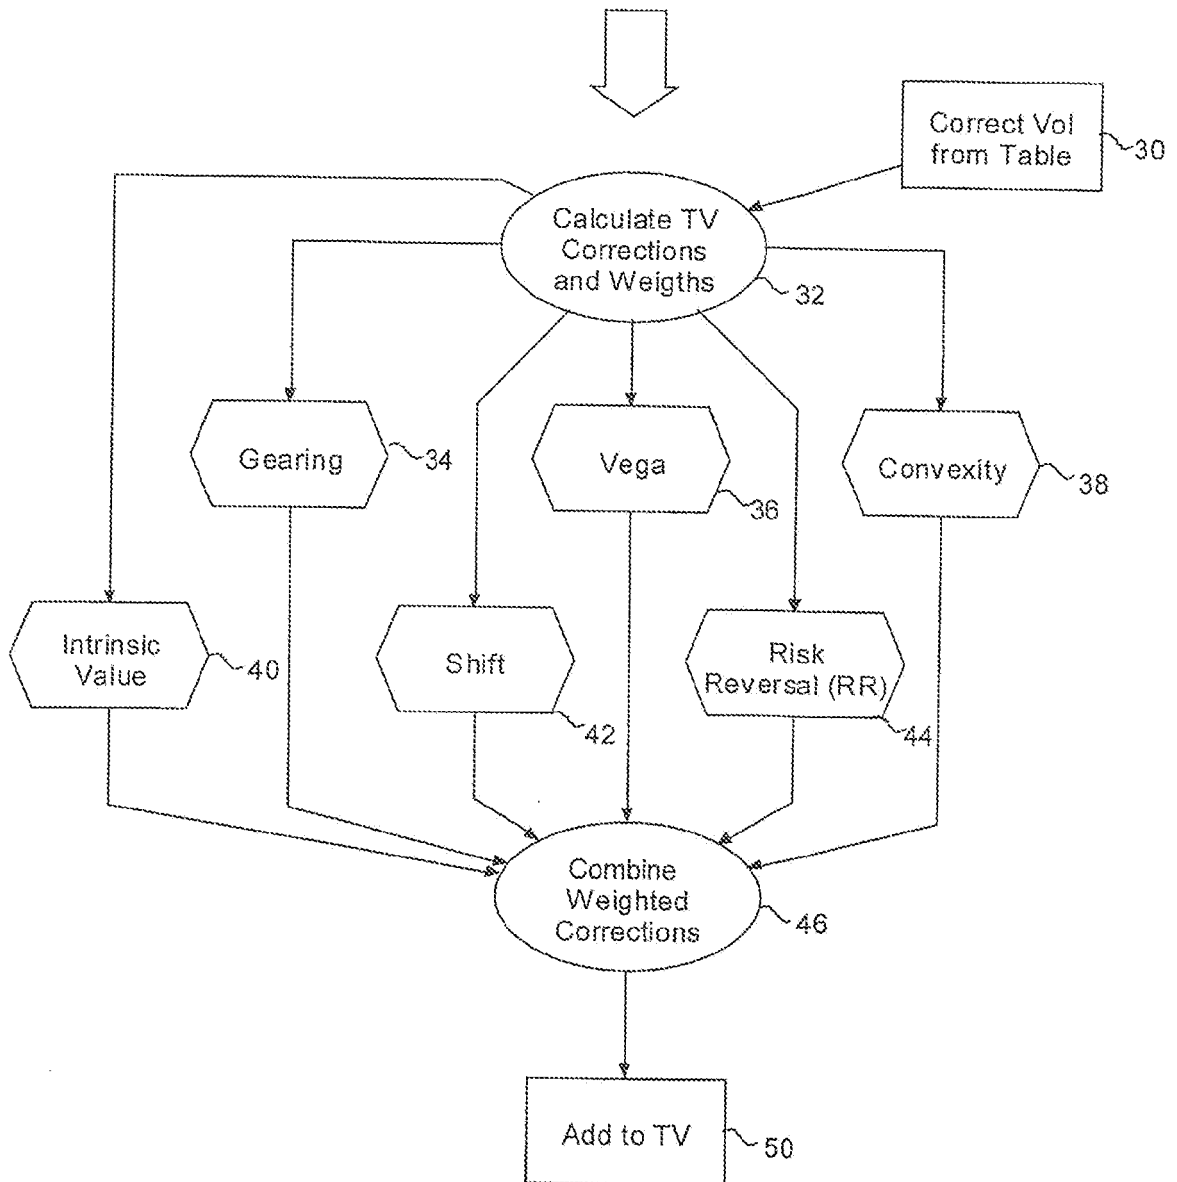 Correct Vol
from Table
30
Calculate TV
Corrections
and Weigths
32
Gearing
34
Vega
36
Convexity
38
Intrinsic
Value
40
Shift
42
Risk
Reversal (RR)
44
Combine
Weighted
Corrections
46
Add to TV
50